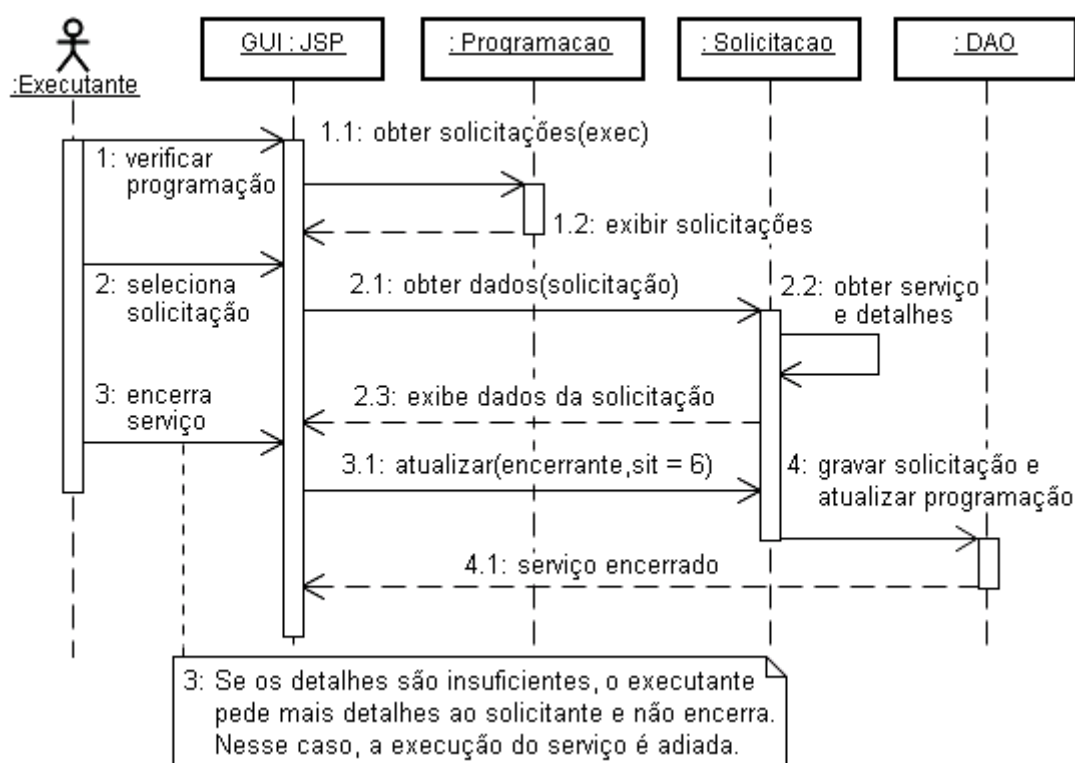 :Executante
GUI : JSP
: Programacao
: Solicitacao
: DAO
1: verificar
programação
1.1: obter solicitações(exec)
1.2: exibir solicitações
2: seleciona
solicitação
2.1: obter dados(solicitação)
2.2: obter serviço
e detalhes
2.3: exibe dados da solicitação
3: encerra
serviço
3.1: atualizar(encerrante,sit = 6)
4: gravar solicitação e
atualizar programação
4.1: serviço encerrado
3: Se os detalhes são insuficientes, o executante
pede mais detalhes ao solicitante e não encerra.
Nesse caso, a execução do serviço é adiada.